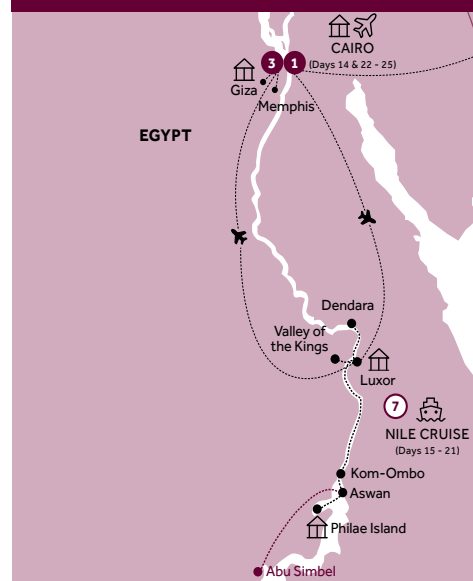 CAIRO
3
1
(Days 14 & 22 - 25)
Giza
Memphis
EGYPT
Dendara
Valley of
the Kings
Luxor
7
NILE CRUISE
(Days 15 - 21)
Kom-Ombo
Aswan
Philae Island
Abu Simbel